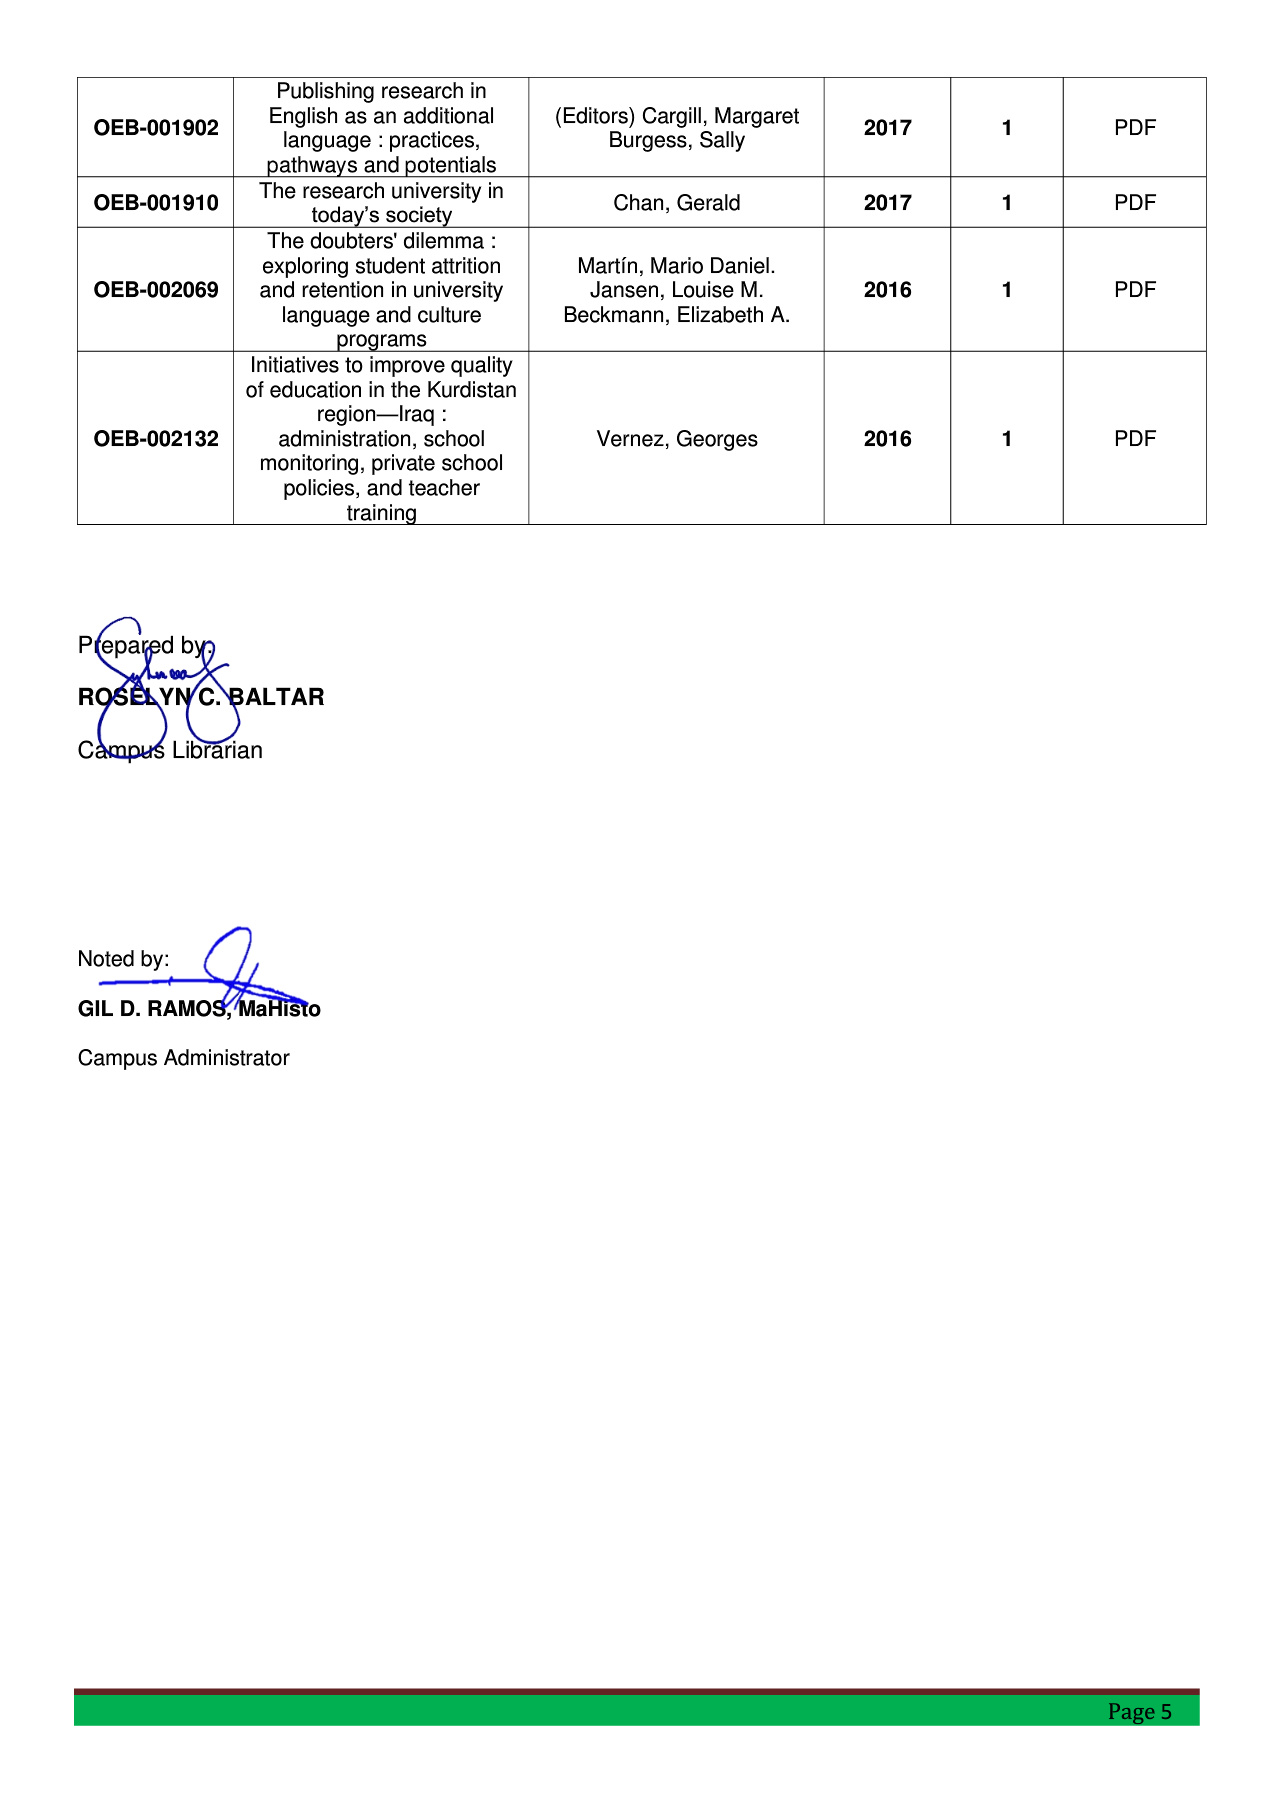 OEB-001902
Publishing research in
English as an additional
language : practices,
pathways and potentials
(Editors) Cargill, Margaret
Burgess, Sally
2017
1
PDF
OEB-001910
The research university in
today’s society
Chan, Gerald
2017
1
PDF
OEB-002069
The doubters' dilemma :
exploring student attrition
and retention in university
language and culture
programs
Martín, Mario Daniel.
Jansen, Louise M.
Beckmann, Elizabeth A.
2016
1
PDF
OEB-002132
Initiatives to improve quality
of education in the Kurdistan
region—Iraq :
administration, school
monitoring, private school
policies, and teacher
training
Vernez, Georges
2016
1
PDF
Prepared by:
ROSELYN C. BALTAR
Campus Librarian
Noted by:
GIL D. RAMOS, MaHisto
Campus Administrator
Page 5